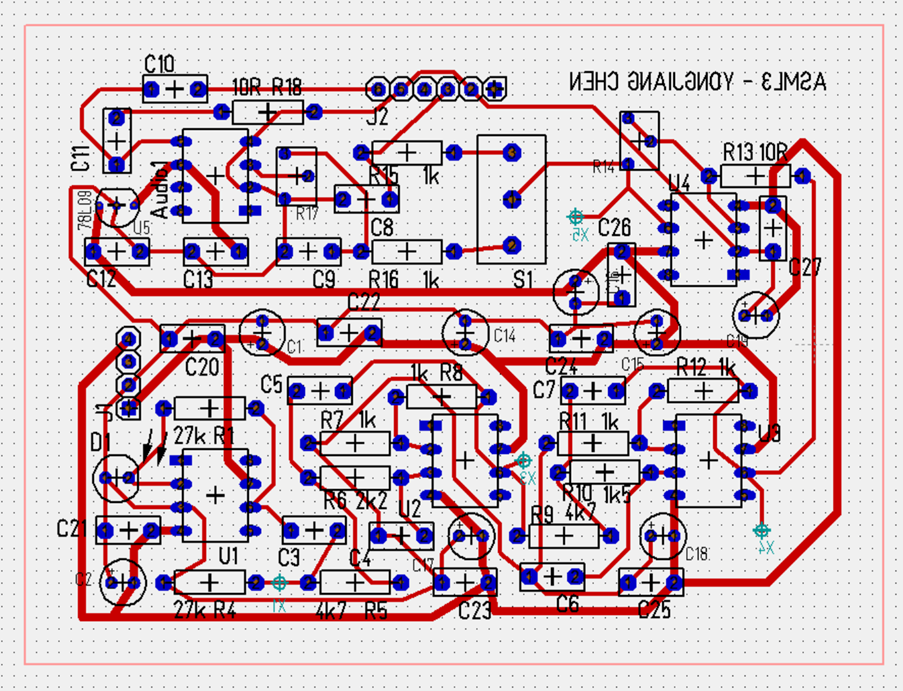 C10
10R R18
J2
ASML3 - YONGJIANG CHEN
C11
Audio1
78L09
U5
R17
R15
1k
C8
R14
U4
R13 10R
X5
C26
C12
C13
C9
R16 1k
S1
C27
C22
C20
C1
C14
C24
C15
C19
J1
C5
1k R8
C7
R12 1k
27k R1
D1
R7 1k
R11 1k
U3
X3
R6 2k2
R10 1k5
U2
R9 4k7
X4
C21
U1
C3
C4
C17
C18
C2
27k R4
X1
4k7 R5
C23
C6
C25